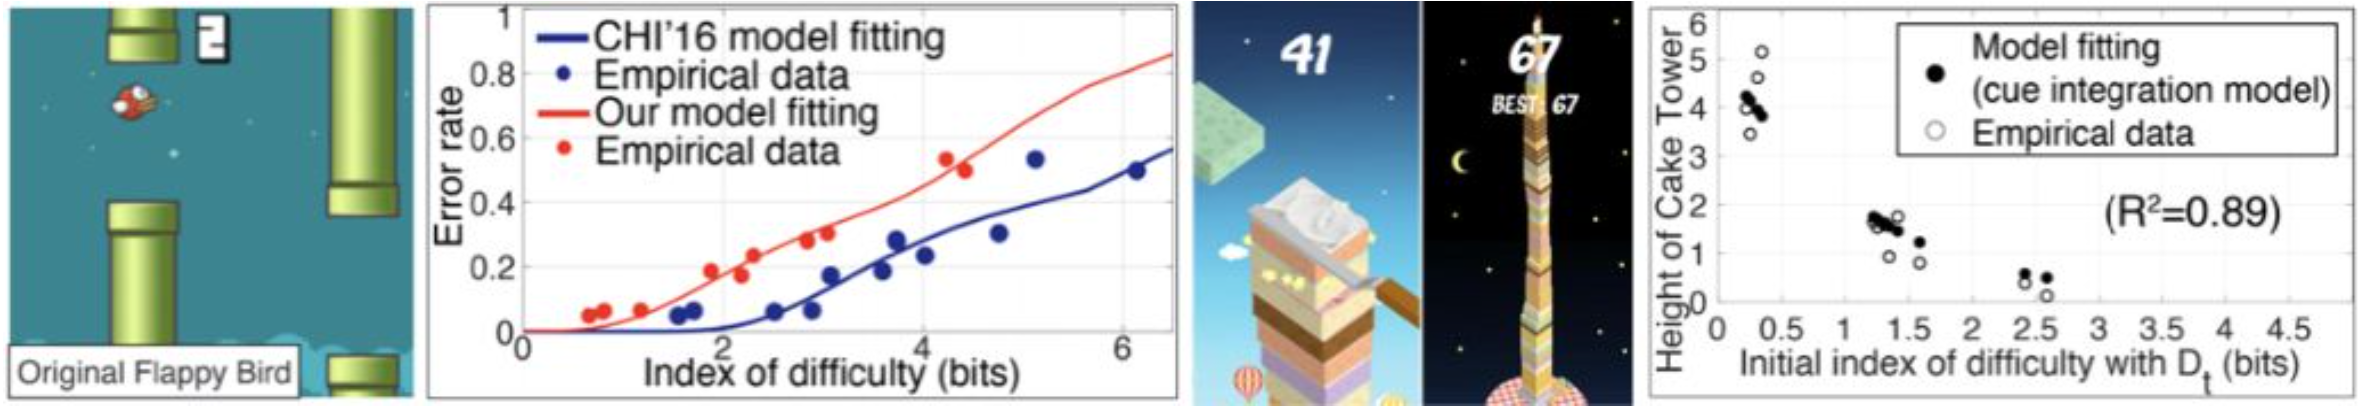 2
Original Flappy Bird
Error rate
1
0.8
0.6
0.4
0.2
0
CHI'16 model fitting
Empirical data
Our model fitting
Empirical data
0 2 4 6
Index of difficulty (bits)
41
67
BEST: 67
Height of Cake Tower
6
5
4
3
2
1
0
Model fitting
(cue integration model)
Empirical data
(R²=0.89)
0 0.5 1 1.5 2 2.5 3 3.5 4 4.5
Initial index of difficulty with Dₜ (bits)